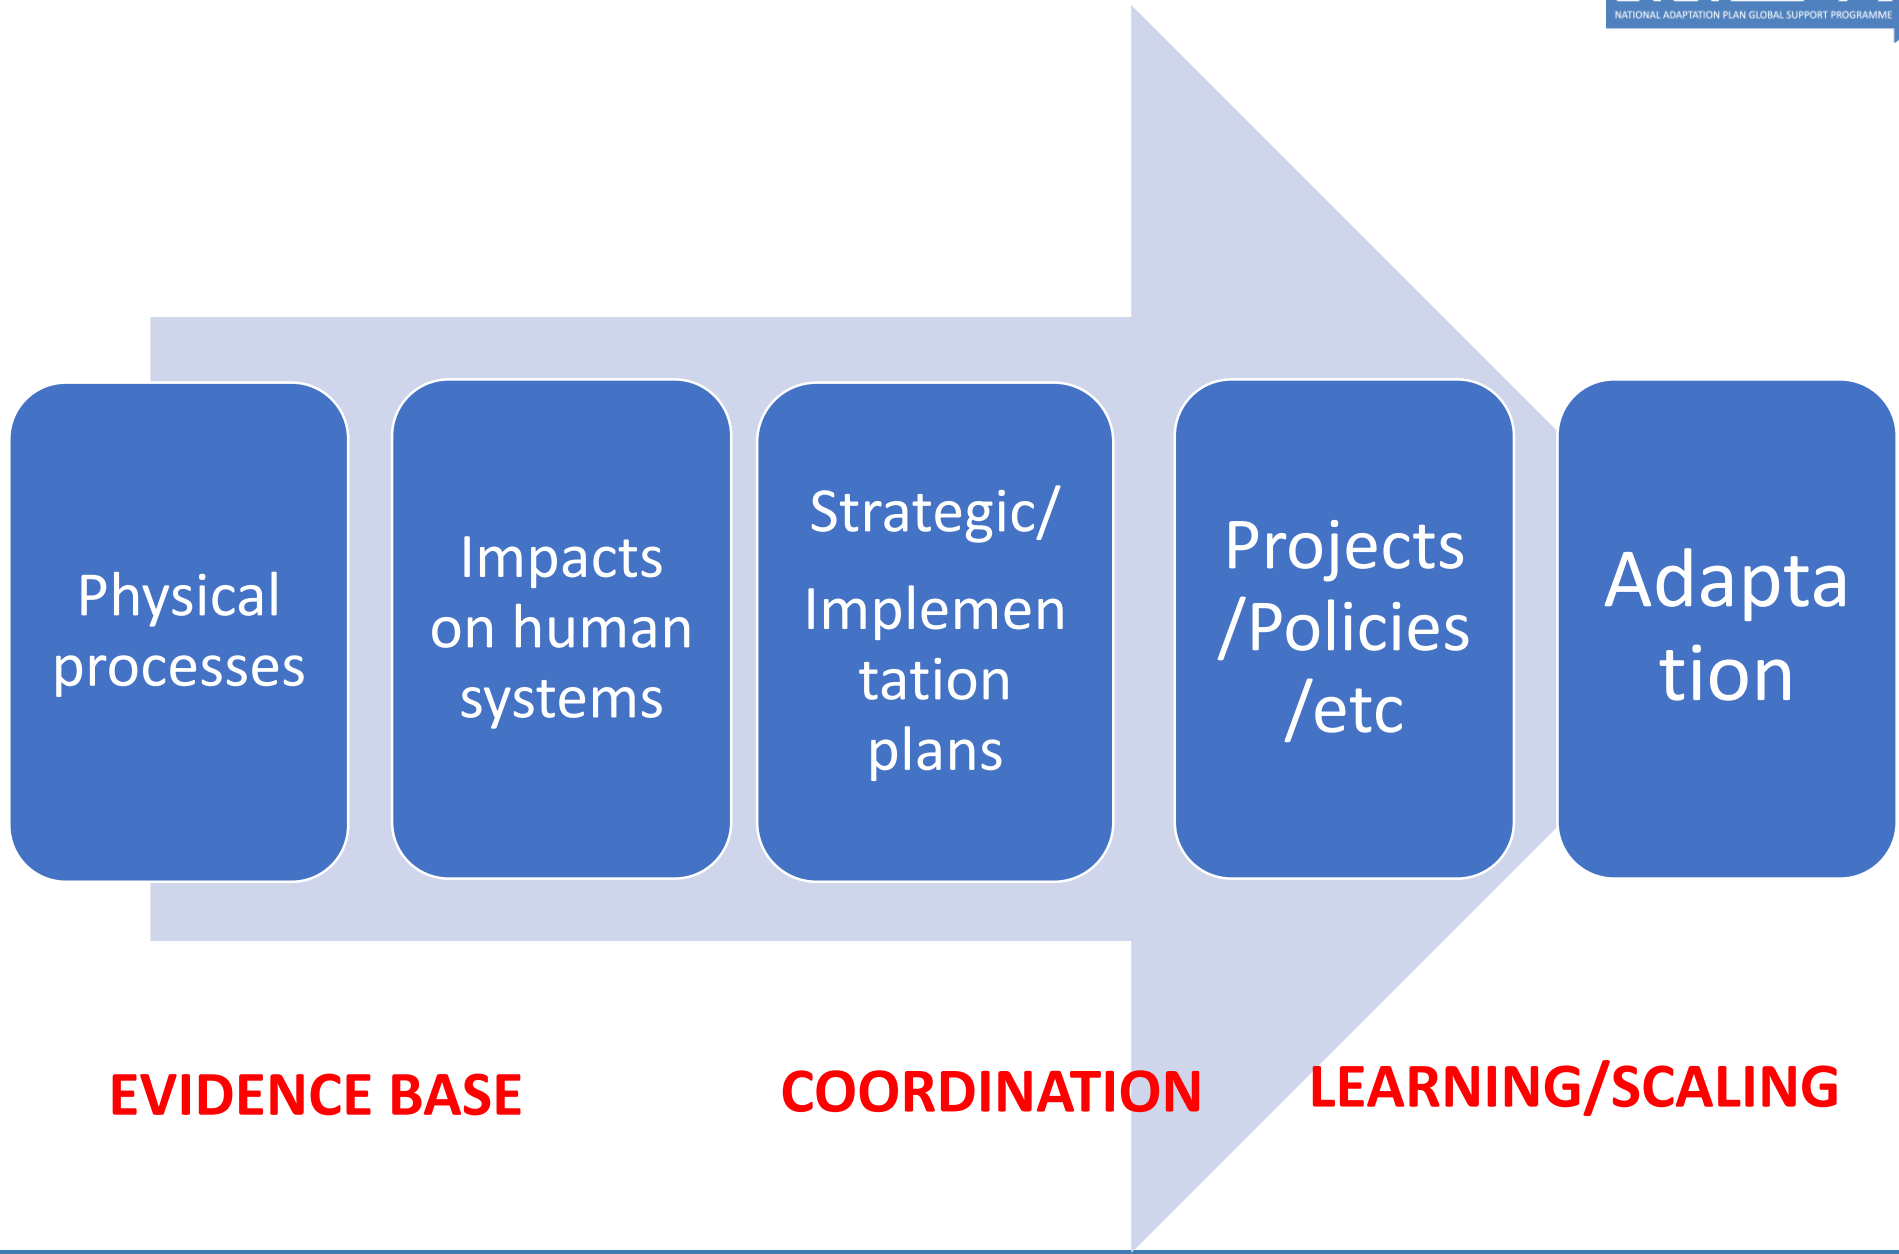 NATIONAL ADAPTATION PLAN GLOBAL SUPPORT PROGRAMME
Physical
processes
Impacts
on human
systems
Strategic/
Implemen
tation
plans
Projects
/Policies
/etc
Adapta
tion
EVIDENCE BASE
COORDINATION
LEARNING/SCALING